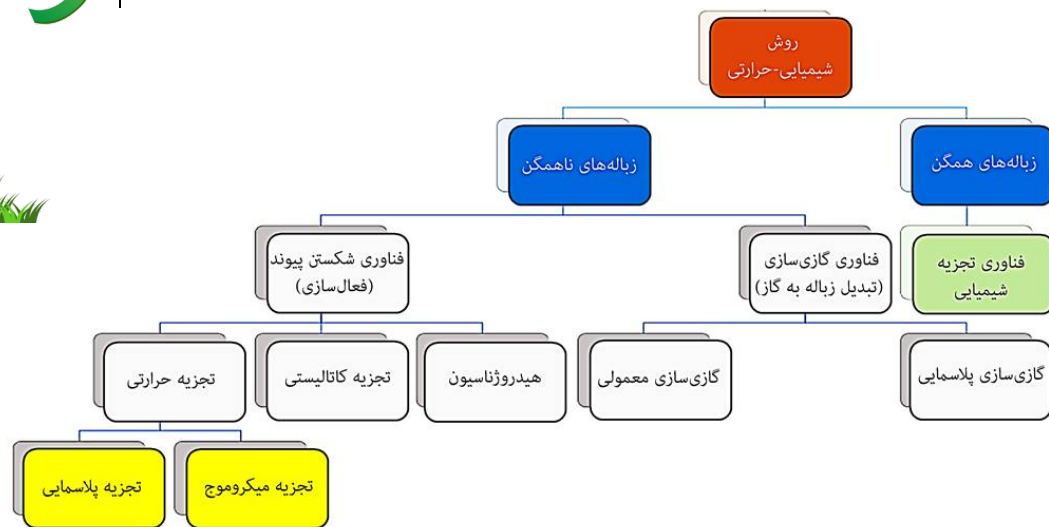 روش
شیمیایی-حرارتی
زباله‌های همگن
زباله‌های ناهمگن
فناوری تجزیه
شیمیایی
فناوری گازی‌سازی
(تبدیل زباله به گاز)
فناوری شکستن پیوند
(فعال‌سازی)
گازی‌سازی پلاسمایی
گازی‌سازی معمولی
هیدروژناسیون
تجزیه کاتالیستی
تجزیه حرارتی
تجزیه میکروموج
تجزیه پلاسمایی